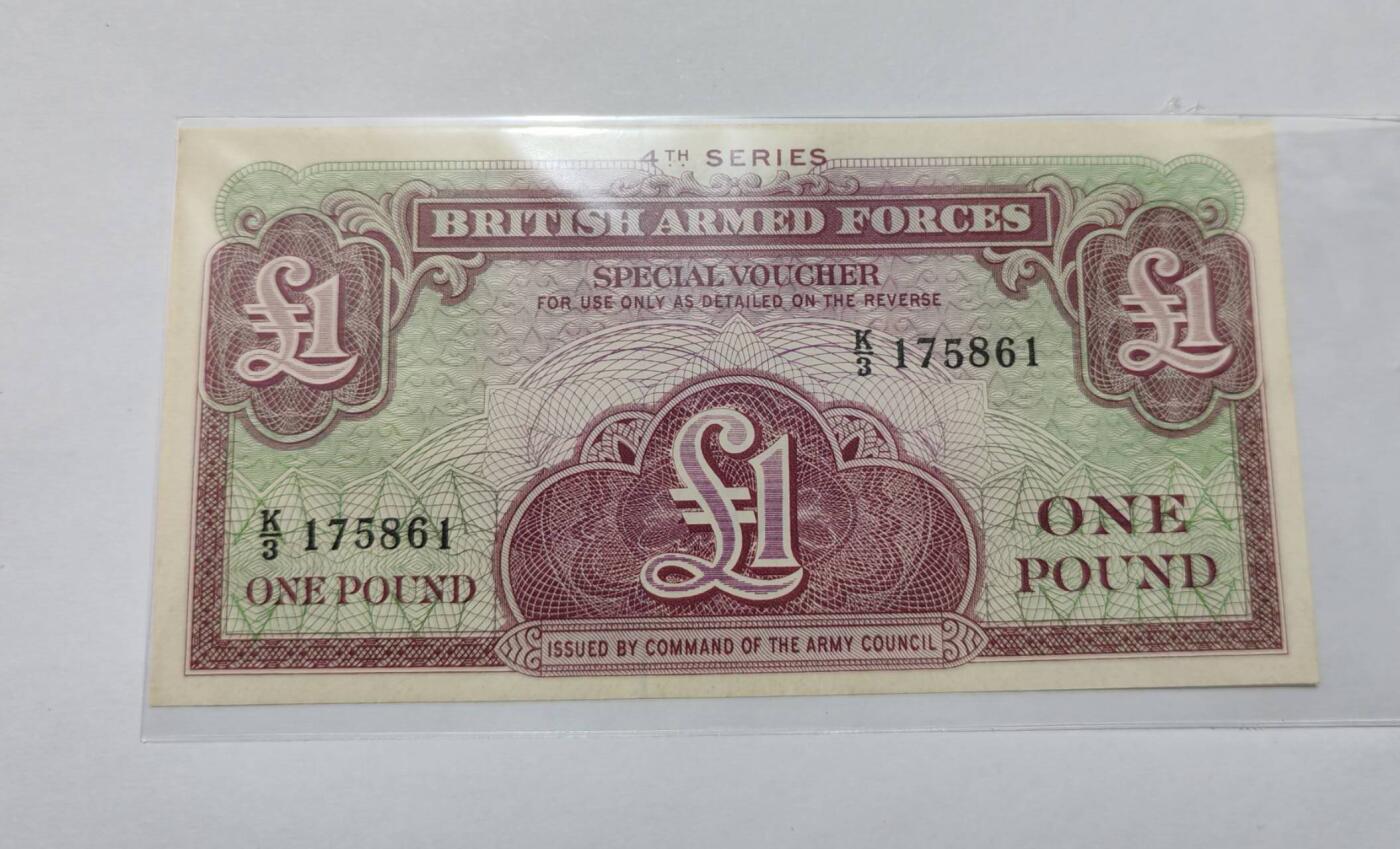 4TH SERIES
BRITISH ARMED FORCES
SPECIAL VOUCHER
FOR USE ONLY AS DETAILED ON THE REVERSE
£1
£1
K/3 175861
£1
K/3 175861
ONE POUND
ONE
POUND
ISSUED BY COMMAND OF THE ARMY COUNCIL